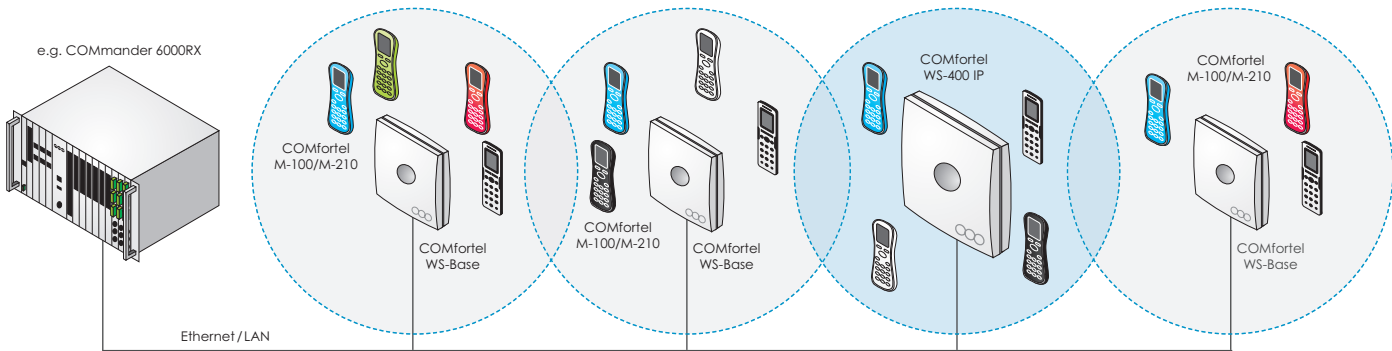 e.g. COMmander 6000RX
COMfortel
M-100/M-210
COMfortel
WS-Base
COMfortel
M-100/M-210
COMfortel
WS-Base
COMfortel
WS-400 IP
COMfortel
M-100/M-210
COMfortel
WS-Base
Ethernet/LAN